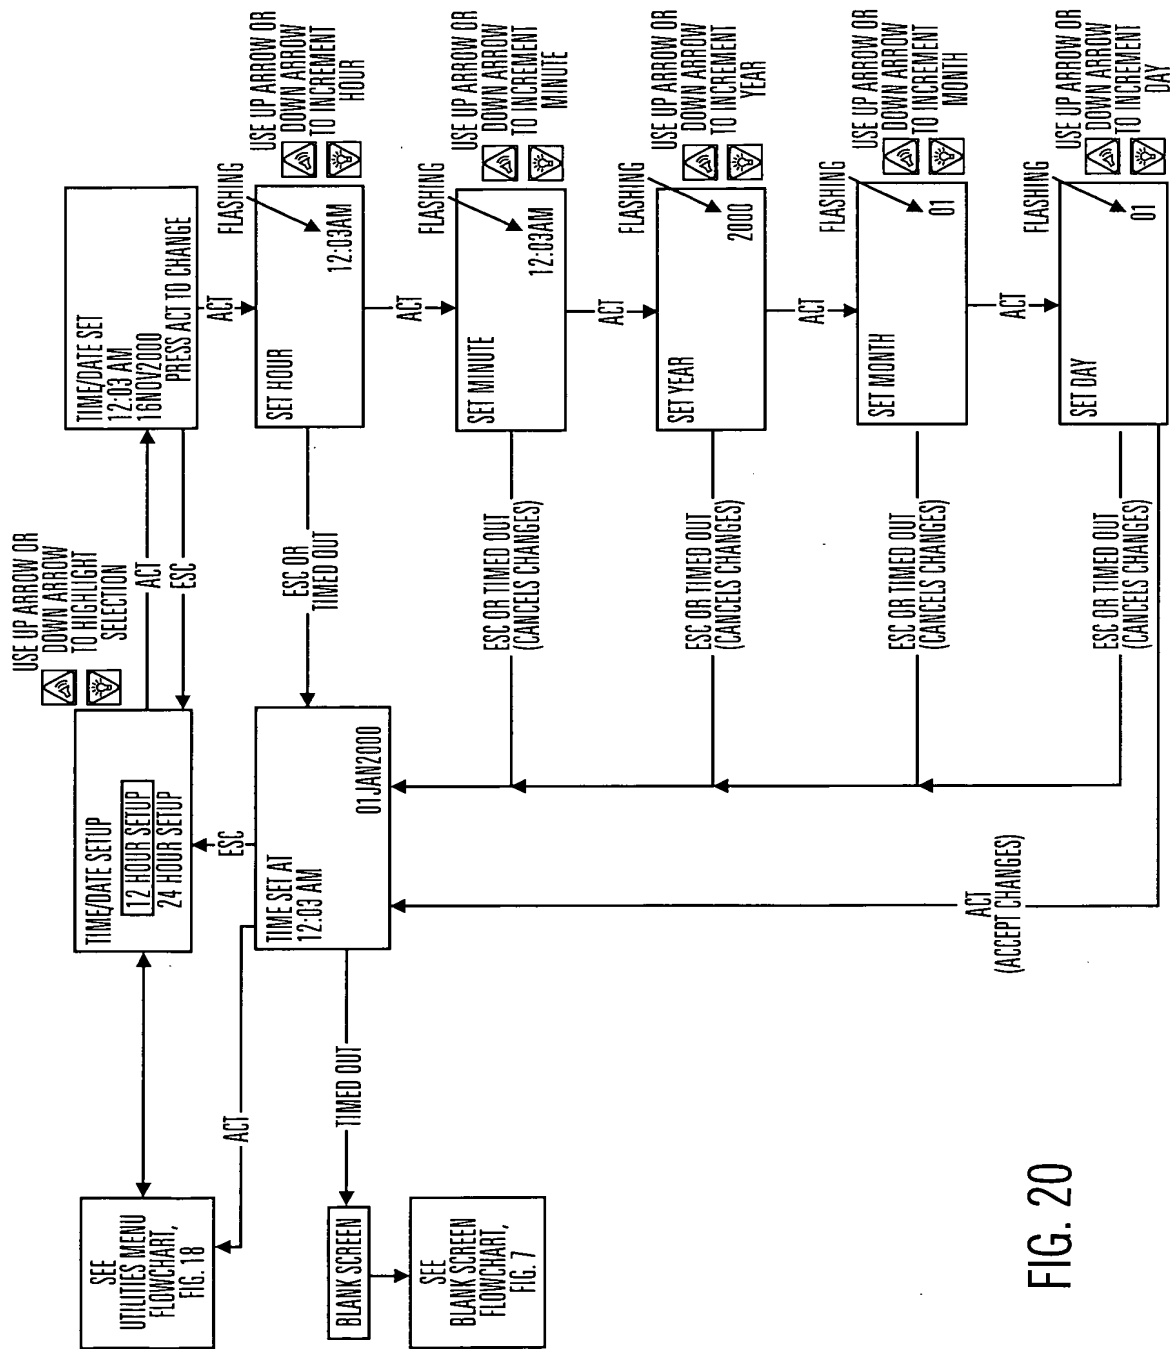 SEE
UTILITIES MENU
FLOWCHART,
FIG. 18
TIME/DATE SETUP
12 HOUR SETUP
24 HOUR SETUP
USE UP ARROW OR
DOWN ARROW
TO HIGHLIGHT
SELECTION
ACT
ESC
TIME/DATE SET
12:03 AM
16NOV2000
PRESS ACT TO CHANGE
ACT
ESC
ACT
TIME SET AT
12:03 AM
01JAN2000
ESC OR
TIMED OUT
SET HOUR
12:03AM
FLASHING
USE UP ARROW OR
DOWN ARROW
TO INCREMENT
HOUR
TIMED OUT
BLANK SCREEN
SEE
BLANK SCREEN
FLOWCHART,
FIG. 7
ACT
ESC OR TIMED OUT
(CANCELS CHANGES)
SET MINUTE
12:03AM
FLASHING
USE UP ARROW OR
DOWN ARROW
TO INCREMENT
MINUTE
ACT
ESC OR TIMED OUT
(CANCELS CHANGES)
SET YEAR
2000
FLASHING
USE UP ARROW OR
DOWN ARROW
TO INCREMENT
YEAR
ACT
ESC OR TIMED OUT
(CANCELS CHANGES)
SET MONTH
01
FLASHING
USE UP ARROW OR
DOWN ARROW
TO INCREMENT
MONTH
ACT
ESC OR TIMED OUT
(CANCELS CHANGES)
SET DAY
01
FLASHING
USE UP ARROW OR
DOWN ARROW
TO INCREMENT
DAY
ACT
(ACCEPT CHANGES)
FIG. 20